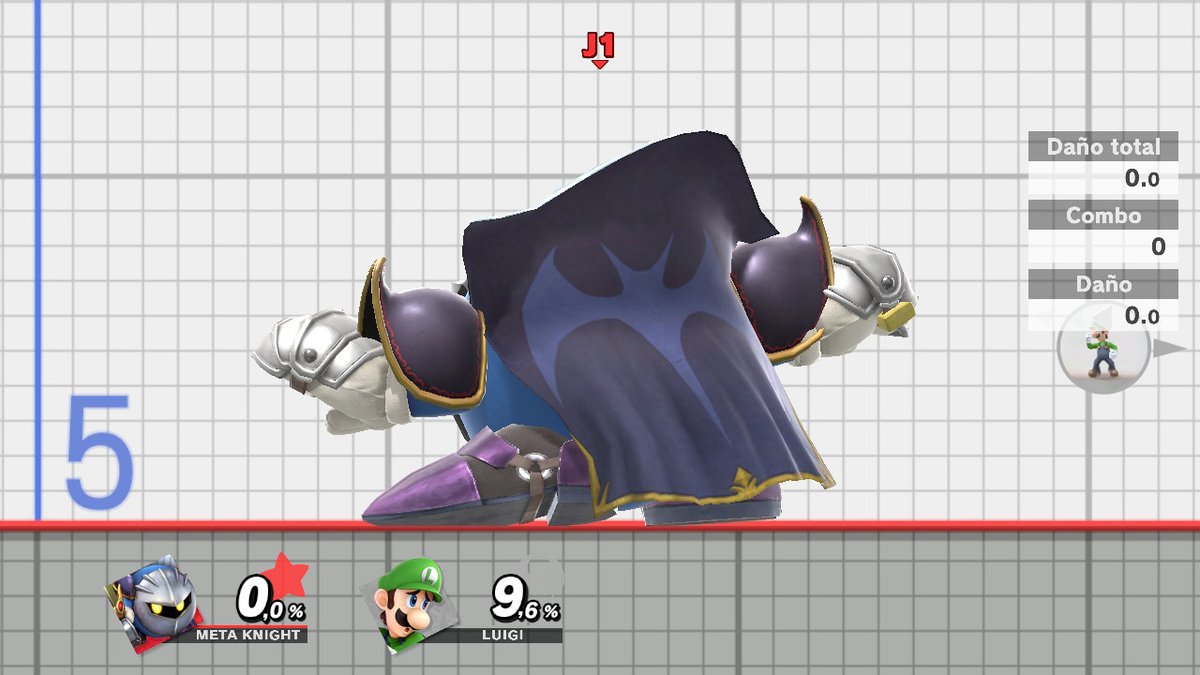 J1
Daño total
0.0
Combo
0
Daño
0.0
5
0,0%
META KNIGHT
L
9,6%
LUIGI